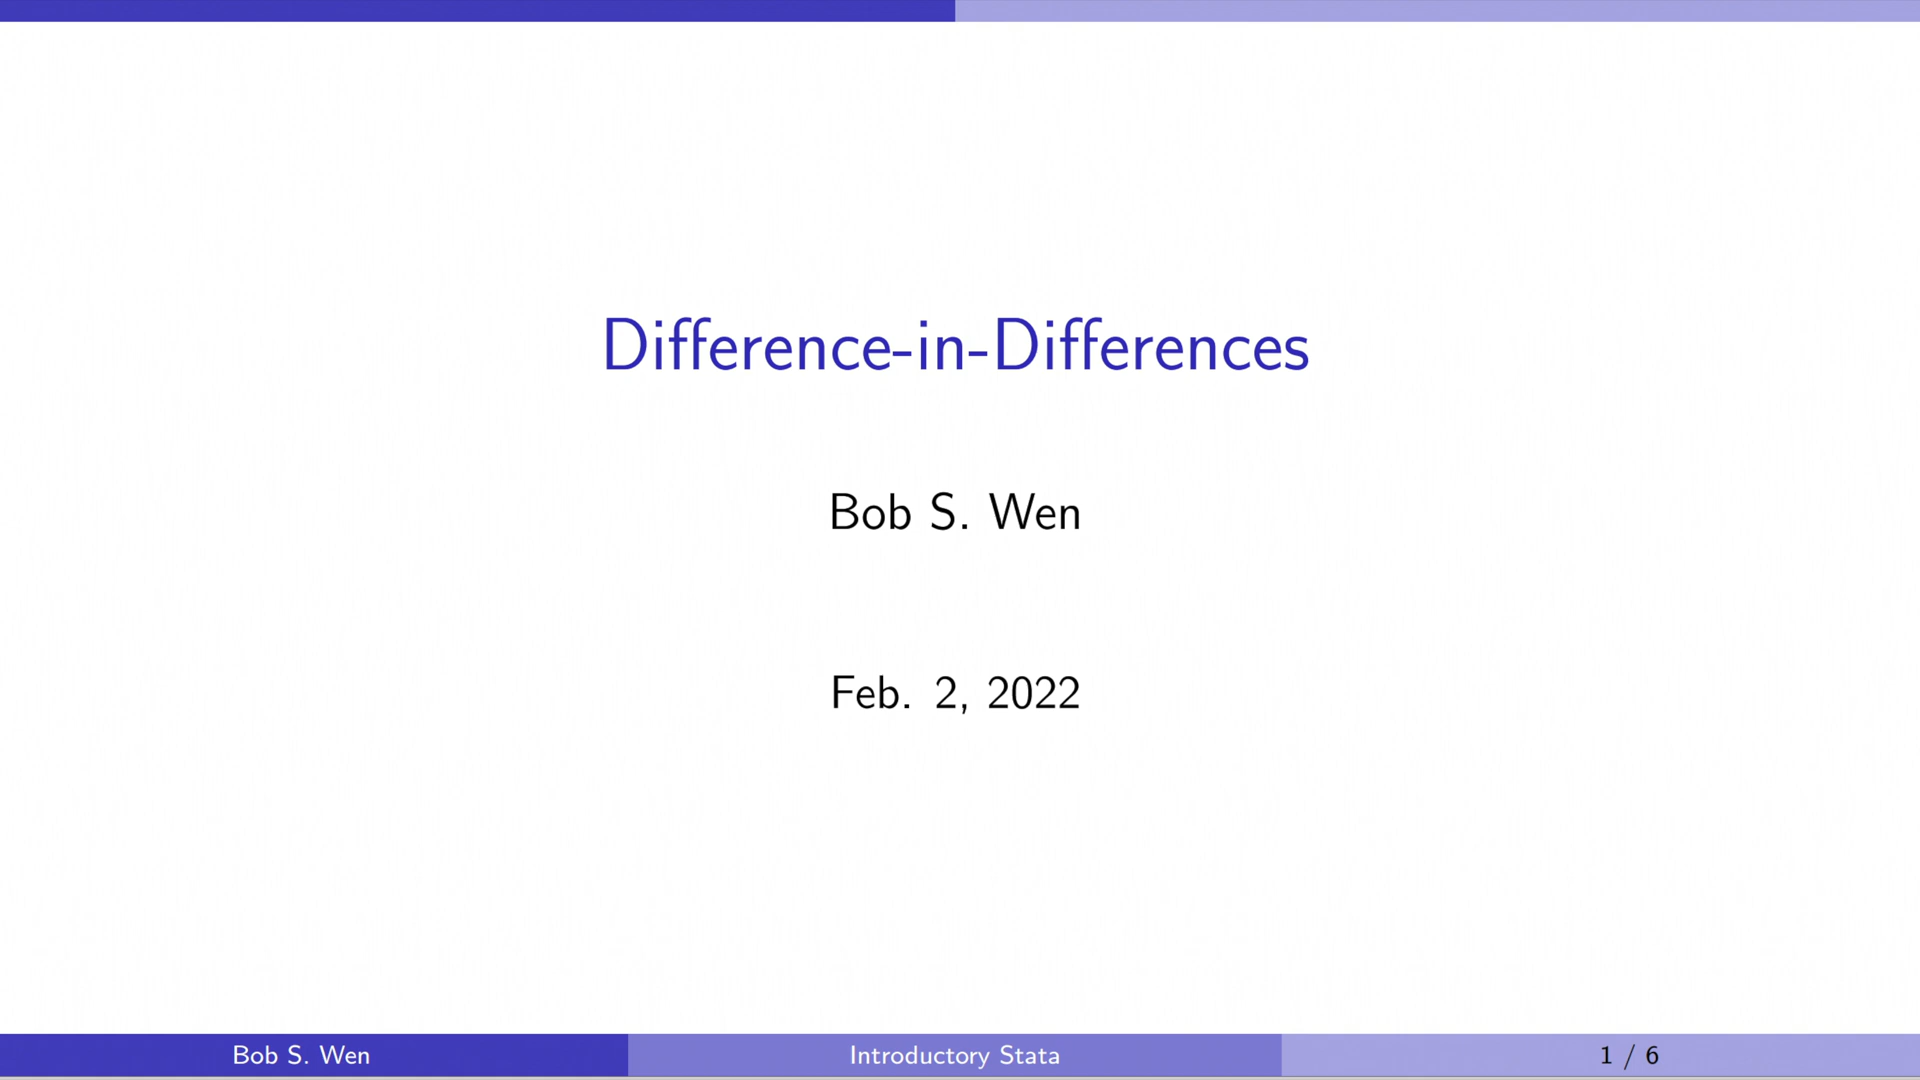 Difference-in-Differences
Bob S. Wen
Feb. 2, 2022
Bob S. Wen
Introductory Stata
1 / 6